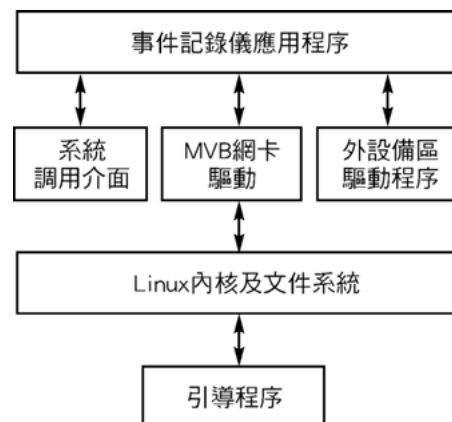 事件記錄儀應用程序
系統
調用介面
MVB網卡
驅動
外設備區
驅動程序
Linux內核及文件系統
引導程序